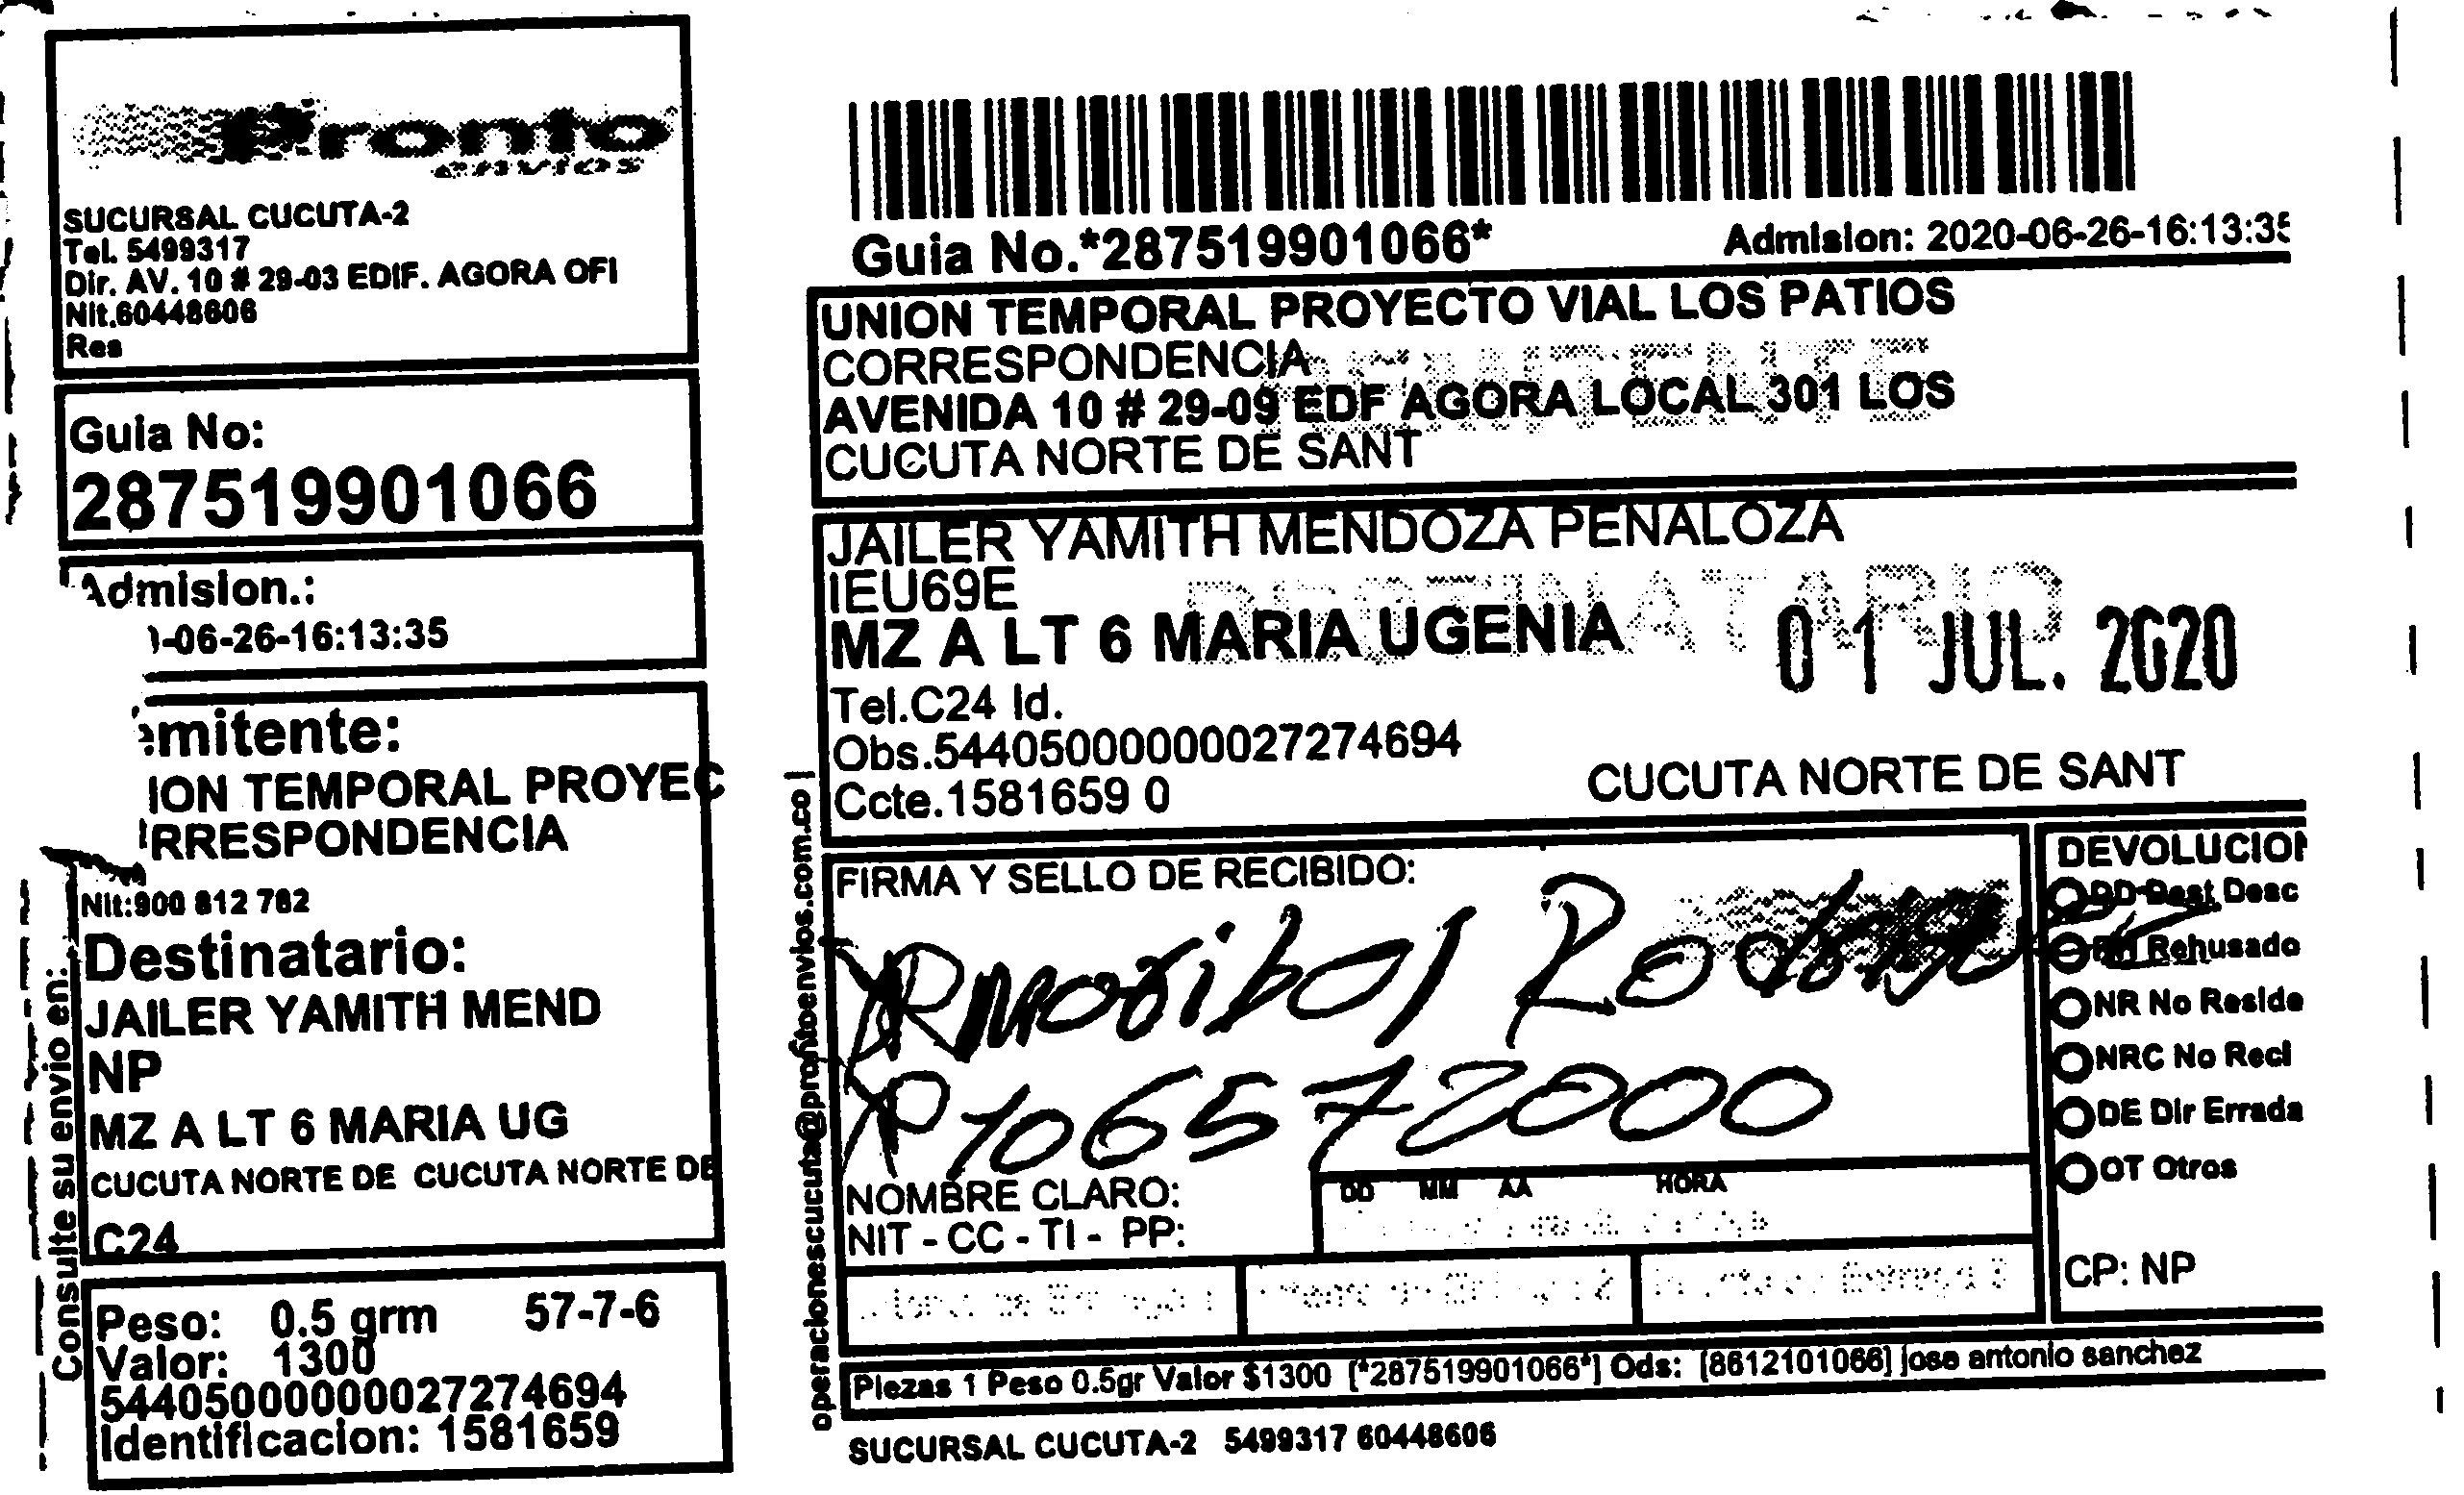 Pronto
envios
SUCURSAL CUCUTA-2
Tel. 5499317
Dir. AV. 10 # 29-03 EDIF. AGORA OFI
Nit.60448606
Res
Guia No:
287519901066
Admision.:
-06-26-16:13:35
emitente:
ION TEMPORAL PROYEC
RRESPONDENCIA
Nit:900 812 782
Destinatario:
JAILER YAMITH MEND
NP
MZ A LT 6 MARIA UG
CUCUTA NORTE DE CUCUTA NORTE DE
C24
Peso: 0.5 grm 57-7-6
Valor: 1300
544050000000027274694
Identificacion: 1581659
Consulte su envio en:
operacionescucuta@prontoenvios.com.co |
Guia No.*287519901066*
Admision: 2020-06-26-16:13:35
UNION TEMPORAL PROYECTO VIAL LOS PATIOS
CORRESPONDENCIA
REMITENTE
AVENIDA 10 # 29-09 EDF AGORA LOCAL 301 LOS
CUCUTA NORTE DE SANT
JAILER YAMITH MENDOZA PENALOZA
IEU69E
DESTINATARIO
MZ A LT 6 MARIA UGENIA
01 JUL. 2020
Tel.C24 Id.
Obs.544050000000027274694
Ccte.1581659 0
CUCUTA NORTE DE SANT
FIRMA Y SELLO DE RECIBIDO:
Rodriguez
106572000
NOMBRE CLARO:
NIT - CC - TI - PP:
DD MM AA HORA
DEVOLUCION
DD Dest Desc
RH Rehusado
NR No Reside
NRC No Recl
DE Dir Errada
OT Otros
CP: NP
Piezas 1 Peso 0.5gr Valor $1300 [*287519901066*] Ods: [8612101066] jose antonio sanchez
SUCURSAL CUCUTA-2 5499317 60448606